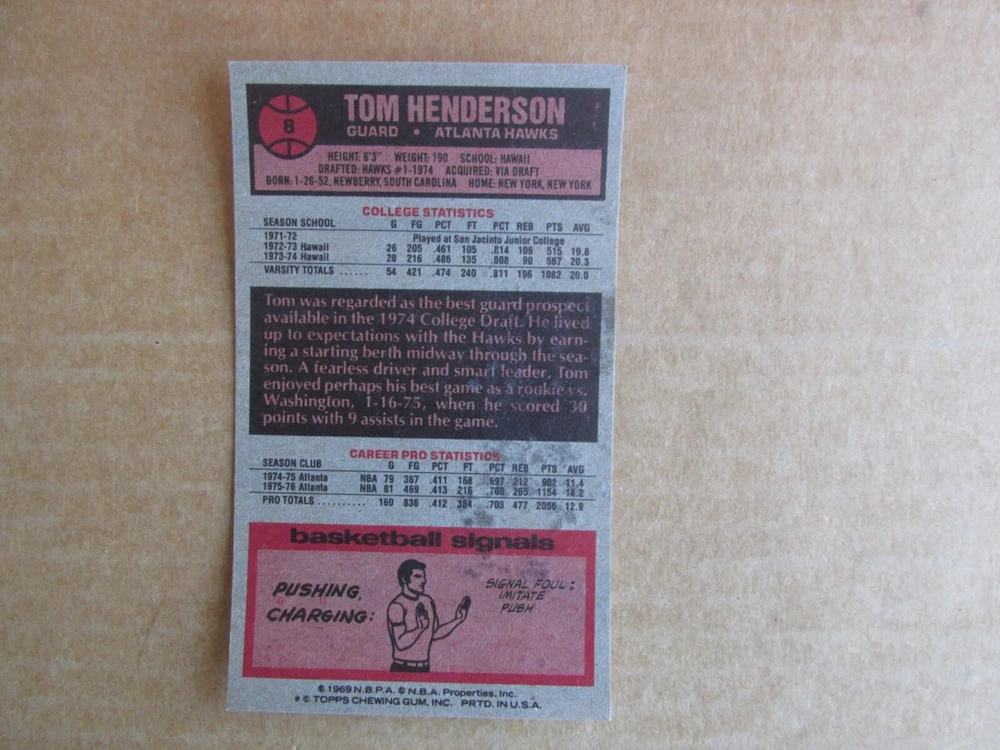 8
TOM HENDERSON
GUARD • ATLANTA HAWKS
HEIGHT: 6'3" WEIGHT: 190 SCHOOL: HAWAII
DRAFTED: HAWKS #1-1974 ACQUIRED: VIA DRAFT
BORN: 1-26-52, NEWBERRY, SOUTH CAROLINA HOME: NEW YORK, NEW YORK
COLLEGE STATISTICS
SEASON SCHOOL G FG PCT FT PCT REB PTS AVG
1971-72 Played at San Jacinto Junior College
1972-73 Hawaii 26 205 .461 105 .814 106 515 19.8
1973-74 Hawaii 28 216 .486 135 .808 90 567 20.3
VARSITY TOTALS ...... 54 421 .474 240 .811 196 1082 20.0
Tom was regarded as the best guard prospect
available in the 1974 College Draft. He lived
up to expectations with the Hawks by earn-
ing a starting berth midway through the sea-
son. A fearless driver and smart leader, Tom
enjoyed perhaps his best game as a rookie vs.
Washington, 1-16-75, when he scored 30
points with 9 assists in the game.
CAREER PRO STATISTICS
SEASON CLUB G FG PCT FT PCT REB PTS AVG
1974-75 Atlanta NBA 79 367 .411 168 .697 212 902 11.4
1975-76 Atlanta NBA 81 469 .413 216 .708 265 1154 14.2
PRO TOTALS .......... 160 836 .412 384 .703 477 2056 12.9
basketball signals
PUSHING,
CHARGING:
SIGNAL FOUL:
IMITATE
PUSH
© 1969 N.B.P.A. © N.B.A. Properties, Inc.
* © TOPPS CHEWING GUM, INC. PRTD. IN U.S.A.